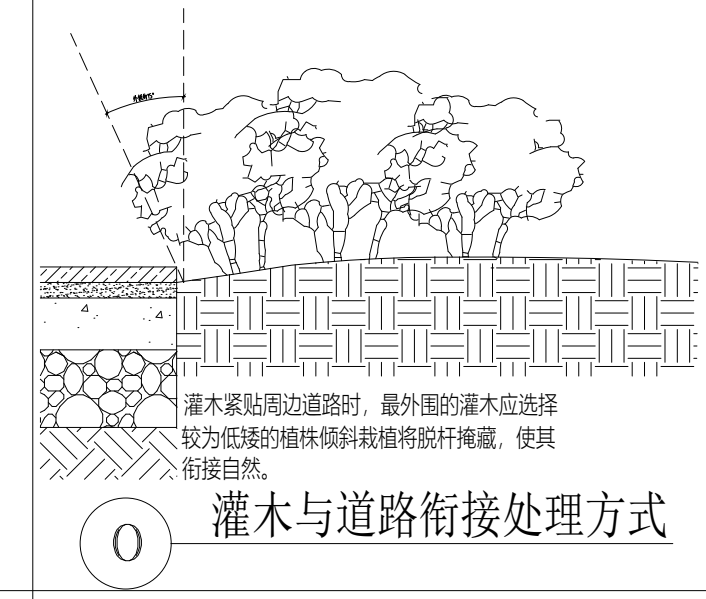 灌木紧贴周边道路时，最外围的灌木应选择
较为低矮的植株倾斜栽植将脱杆掩藏，使其
衔接自然。
0
灌木与道路衔接处理方式